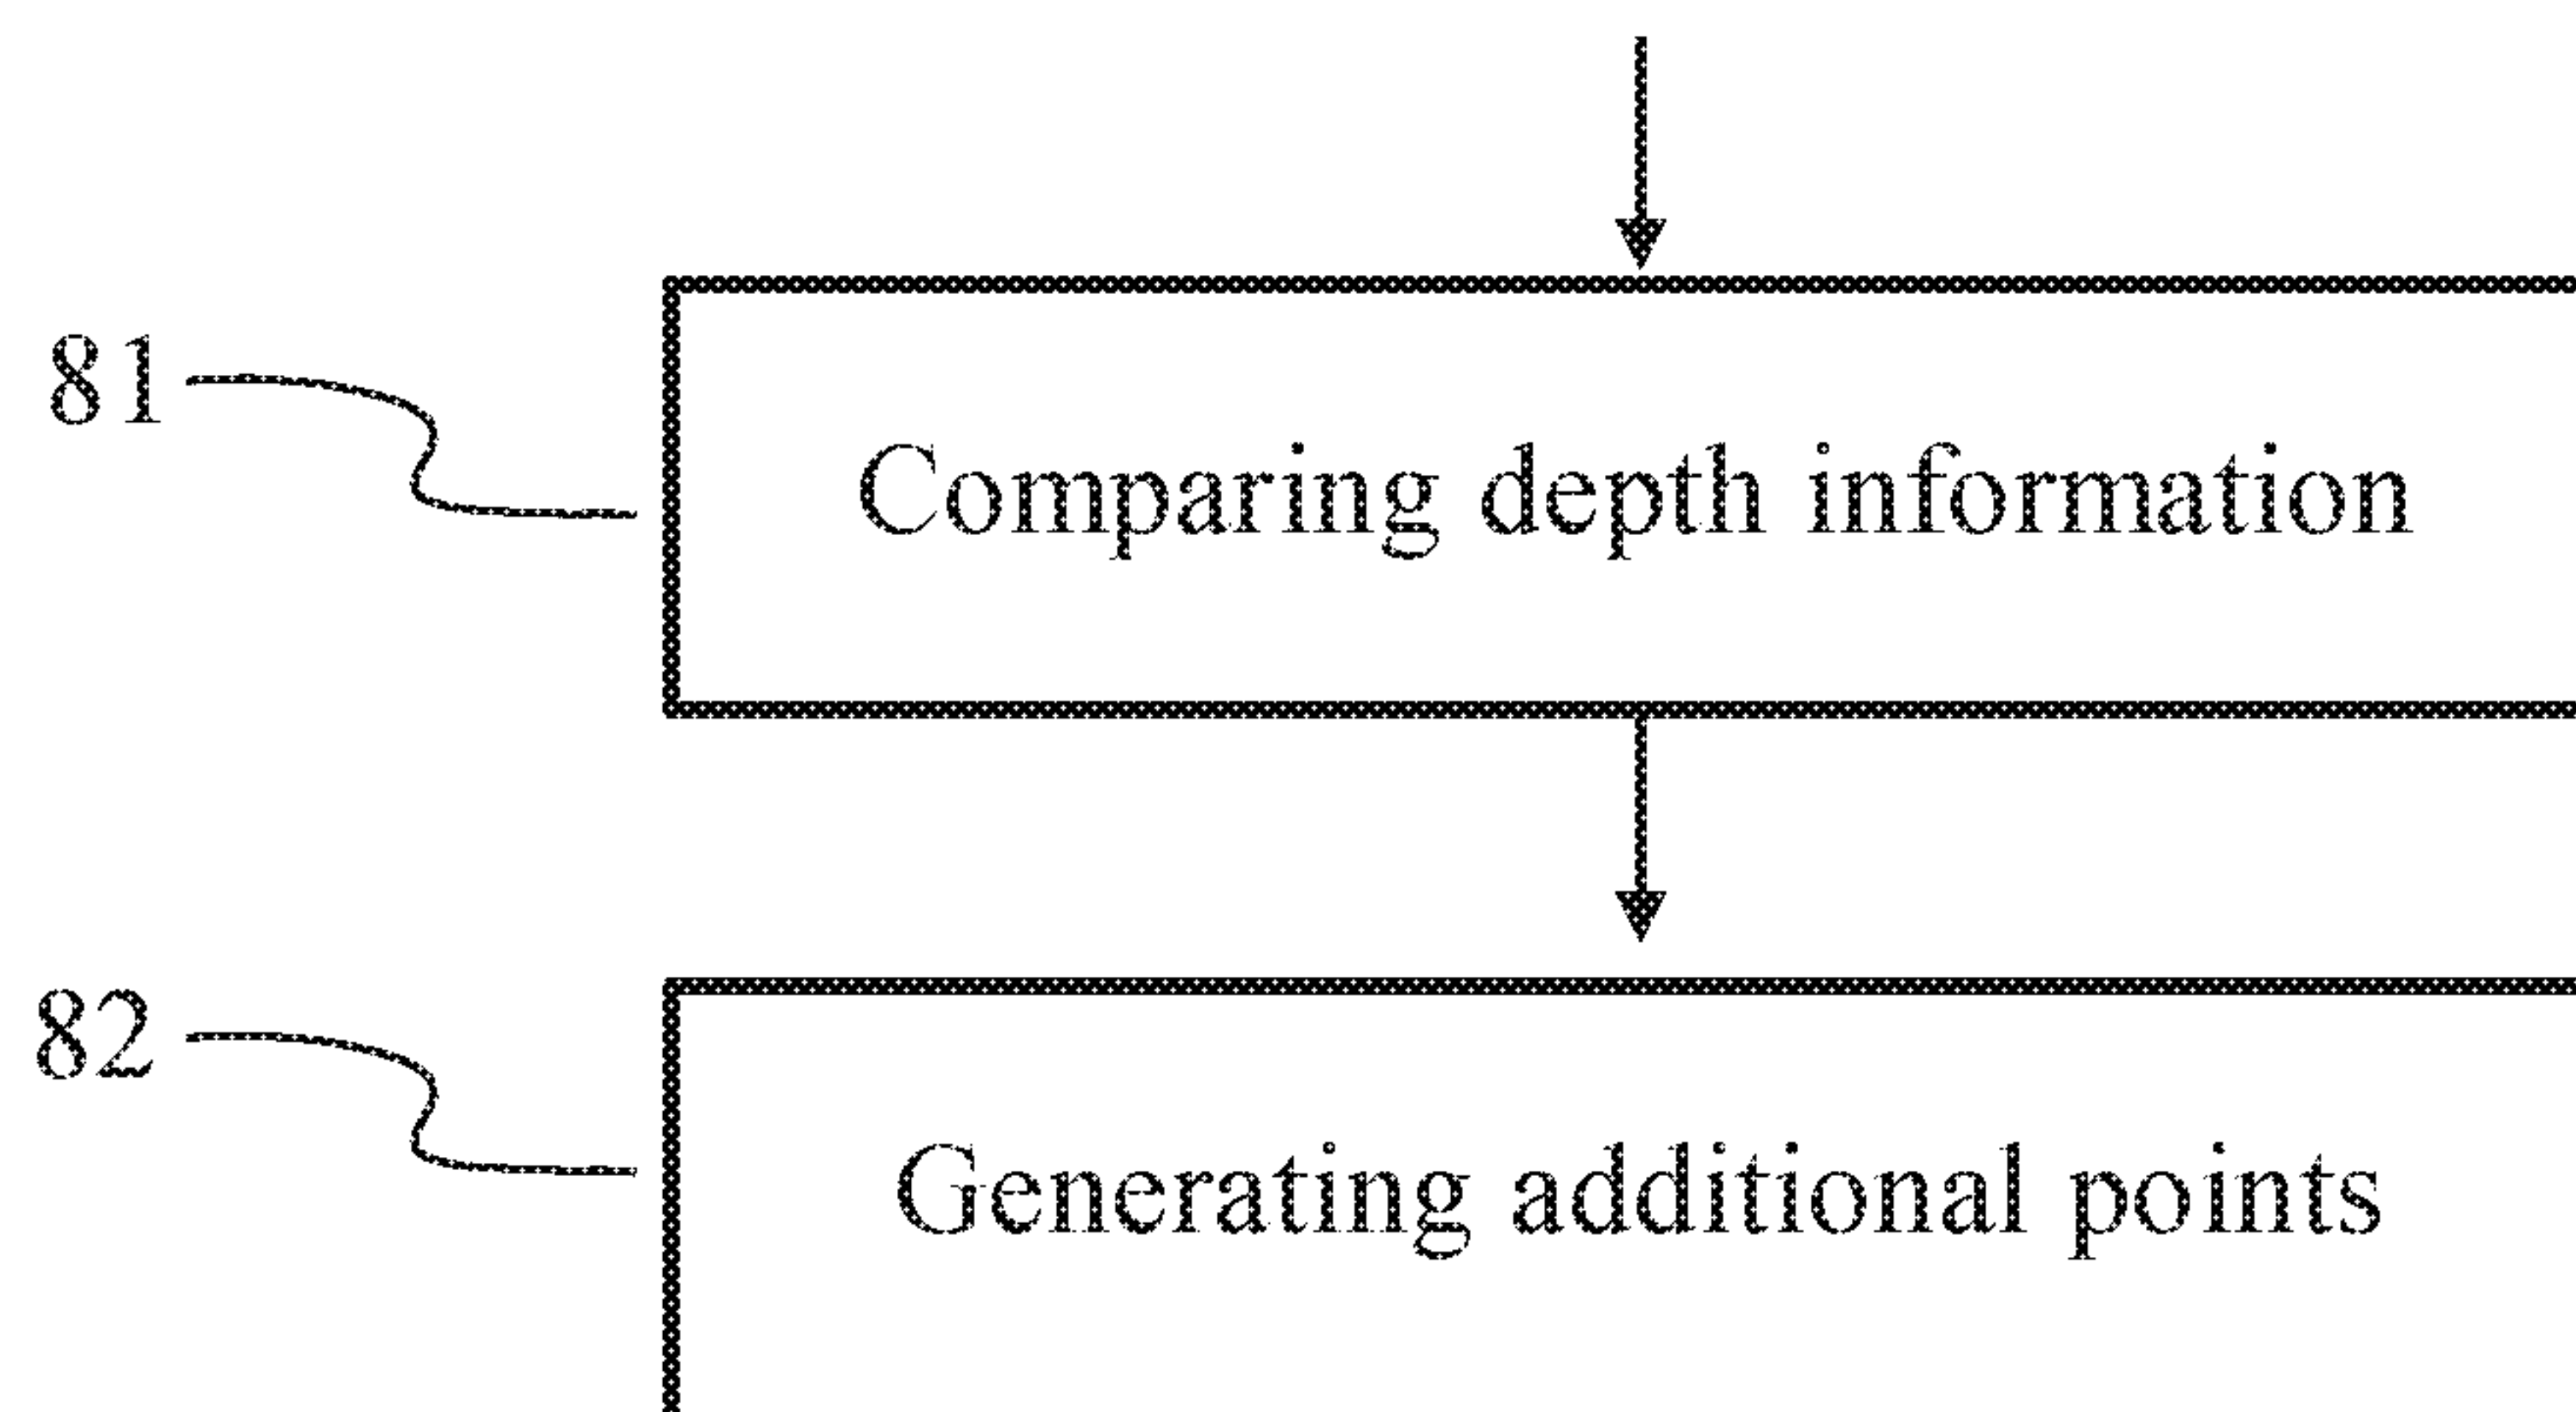 81
Comparing depth information
82
Generating additional points